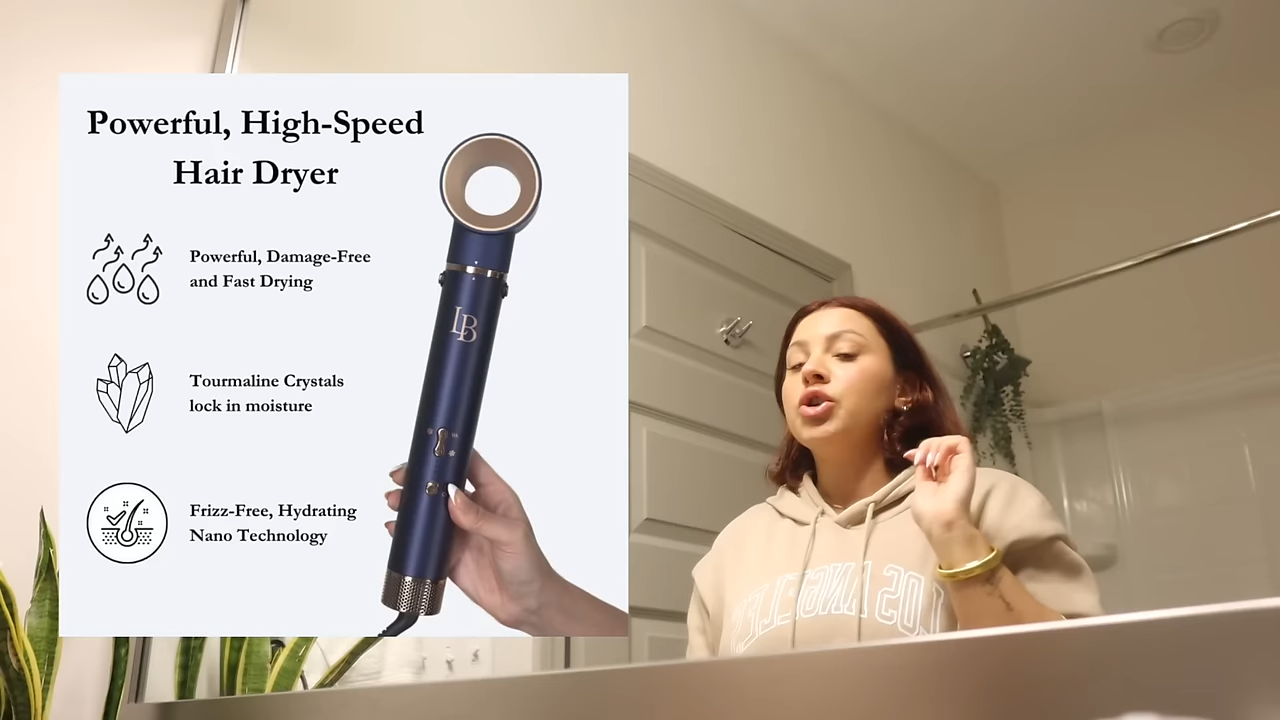 Powerful, High-Speed
Hair Dryer
Powerful, Damage-Free
and Fast Drying
LB
Tourmaline Crystals
lock in moisture
Frizz-Free, Hydrating
Nano Technology
LOS ANGELES